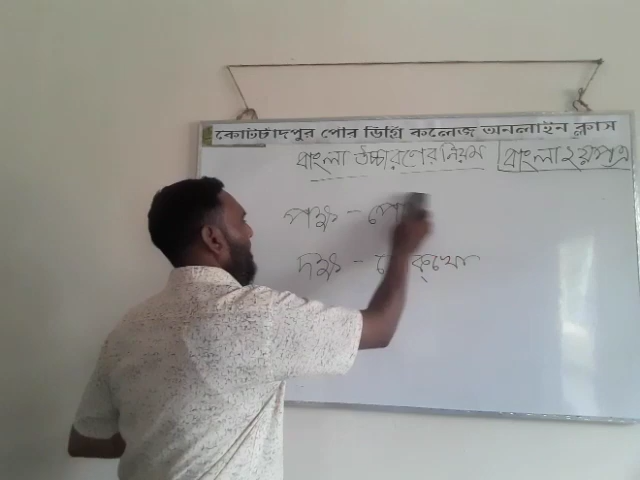 কোটচাঁদপুর পৌর ডিগ্রি কলেজ অনলাইন ক্লাস
বাংলা উচ্চারণের নিয়ম
বাংলা ২য় পত্র
পক্ষ -
দক্ষ -